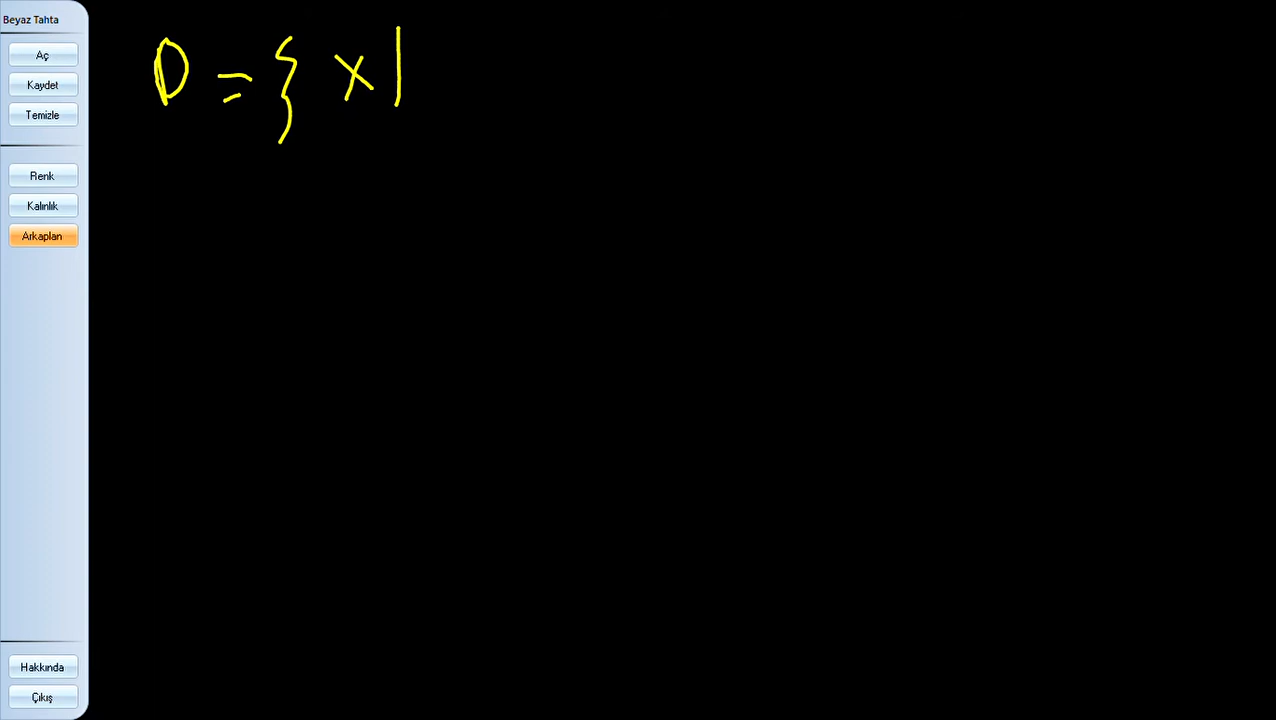 Beyaz Tahta
Aç
Kaydet
Temizle
Renk
Kalınlık
Arkaplan
Hakkında
Çıkış
D = { x |